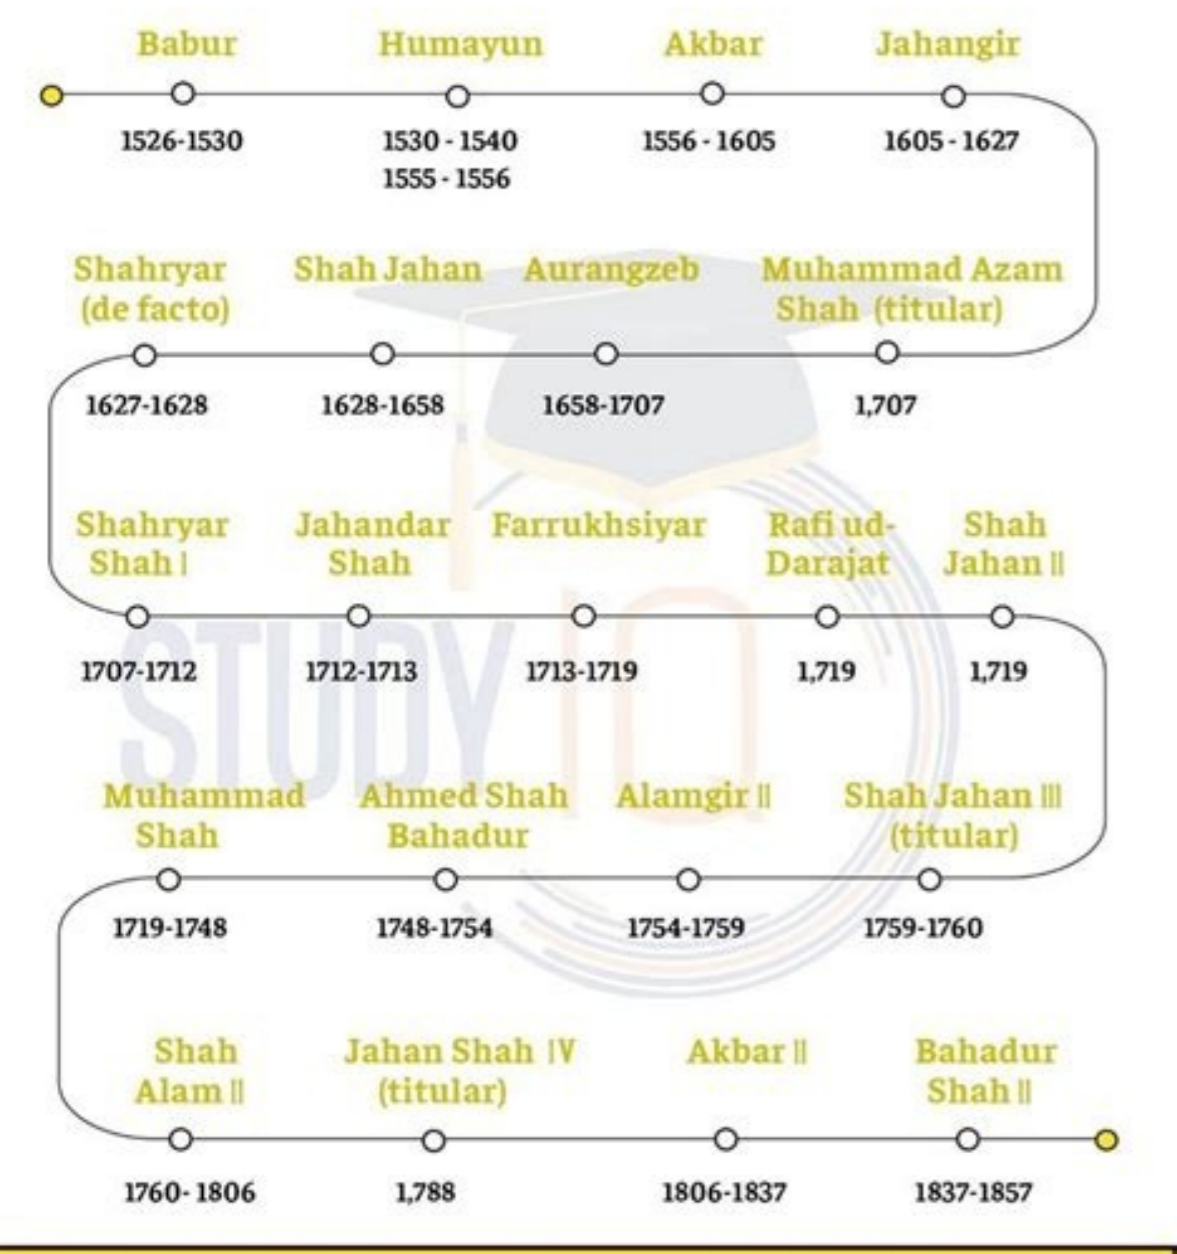 Babur Humayun Akbar Jahangir
1526-1530 1530 - 1540 1556 - 1605 1605 - 1627
1555 - 1556
Shahryar Shah Jahan Aurangzeb Muhammad Azam
(de facto) Shah (titular)
1627-1628 1628-1658 1658-1707 1,707
Shahryar Jahandar Farrukhsiyar Rafi ud- Shah
Shah I Shah Darajat Jahan II
1707-1712 1712-1713 1713-1719 1,719 1,719
STUDY IQ
Muhammad Ahmed Shah Alamgir II Shah Jahan III
Shah Bahadur (titular)
1719-1748 1748-1754 1754-1759 1759-1760
Shah Jahan Shah IV Akbar II Bahadur
Alam II (titular) Shah II
1760- 1806 1,788 1806-1837 1837-1857